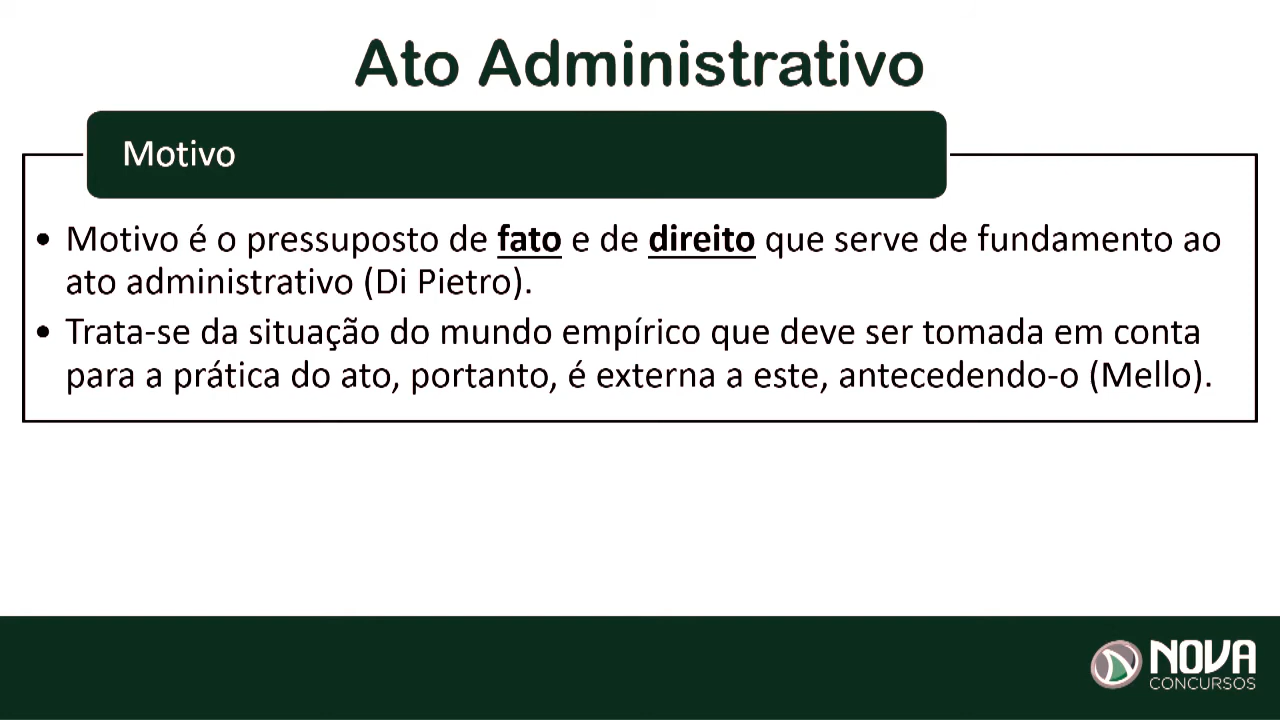 Ato Administrativo
Motivo
• Motivo é o pressuposto de fato e de direito que serve de fundamento ao
ato administrativo (Di Pietro).
• Trata-se da situação do mundo empírico que deve ser tomada em conta
para a prática do ato, portanto, é externa a este, antecedendo-o (Mello).
NOVA
CONCURSOS